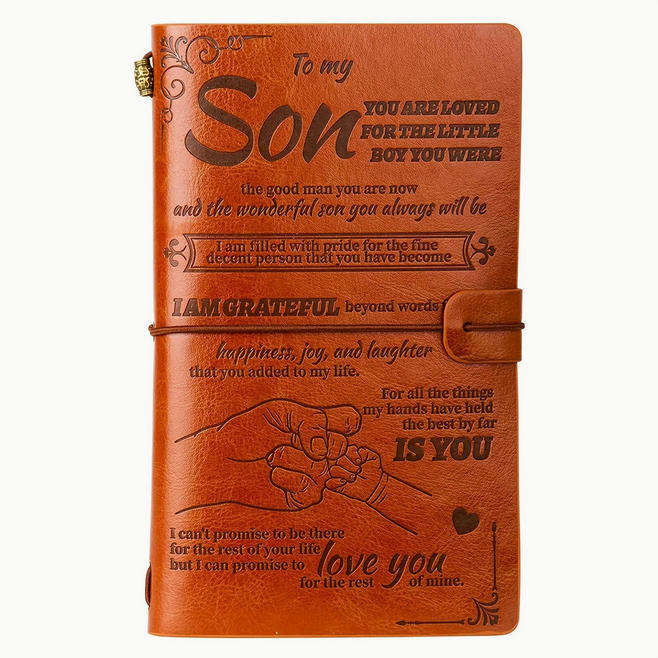 To my
Son
YOU ARE LOVED
FOR THE LITTLE
BOY YOU WERE
the good man you are now
and the wonderful son you always will be
I am filled with pride for the fine
decent person that you have become
I AM GRATEFUL beyond words
happiness, joy, and laughter
that you added to my life.
For all the things
my hands have held
the best by far
IS YOU
I can't promise to be there
for the rest of your life
but I can promise to love you
for the rest of mine.